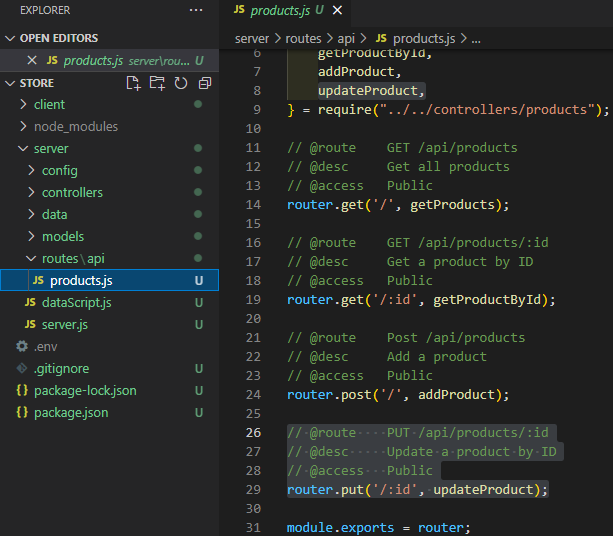 EXPLORER ...
OPEN EDITORS
JS products.js server\rou... U
STORE
client
node_modules
server
config
controllers
data
models
routes\api
JS products.js U
JS dataScript.js U
JS server.js U
.env
.gitignore U
{} package-lock.json U
{} package.json U
JS products.js U
server > routes > api > JS products.js > ...
6 getProductById,
7 addProduct,
8 updateProduct,
9 } = require("../../controllers/products");
10
11 // @route GET /api/products
12 // @desc Get all products
13 // @access Public
14 router.get('/', getProducts);
15
16 // @route GET /api/products/:id
17 // @desc Get a product by ID
18 // @access Public
19 router.get('/:id', getProductById);
20
21 // @route Post /api/products
22 // @desc Add a product
23 // @access Public
24 router.post('/', addProduct);
25
26 // @route PUT /api/products/:id
27 // @desc Update a product by ID
28 // @access Public
29 router.put('/:id', updateProduct);
30
31 module.exports = router;